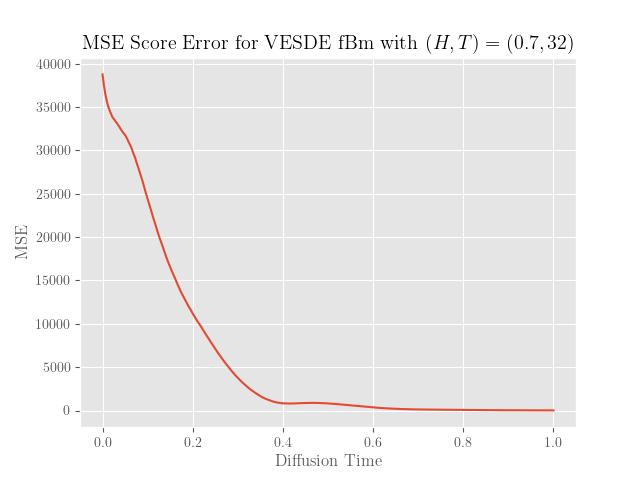 MSE Score Error for VESDE fBm with (H, T) = (0.7, 32)
40000
35000
30000
25000
20000
15000
10000
5000
0
MSE
0.0 0.2 0.4 0.6 0.8 1.0
Diffusion Time